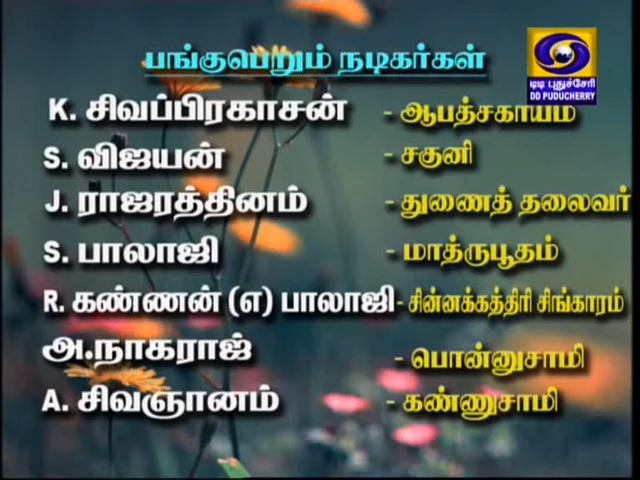 பங்குபெறும் நடிகர்கள்
டிடி புதுச்சேரி
DD PUDUCHERRY
K. சிவப்பிரகாசன் - ஆபத்சகாயம்
S. விஜயன் - சகுனி
J. ராஜரத்தினம் - துணைத் தலைவர்
S. பாலாஜி - மாத்ருபூதம்
R. கண்ணன் (எ) பாலாஜி - சின்னக்கத்திரி சிங்காரம்
அ.நாகராஜ் - பொன்னுசாமி
A. சிவஞானம் - கண்ணுசாமி